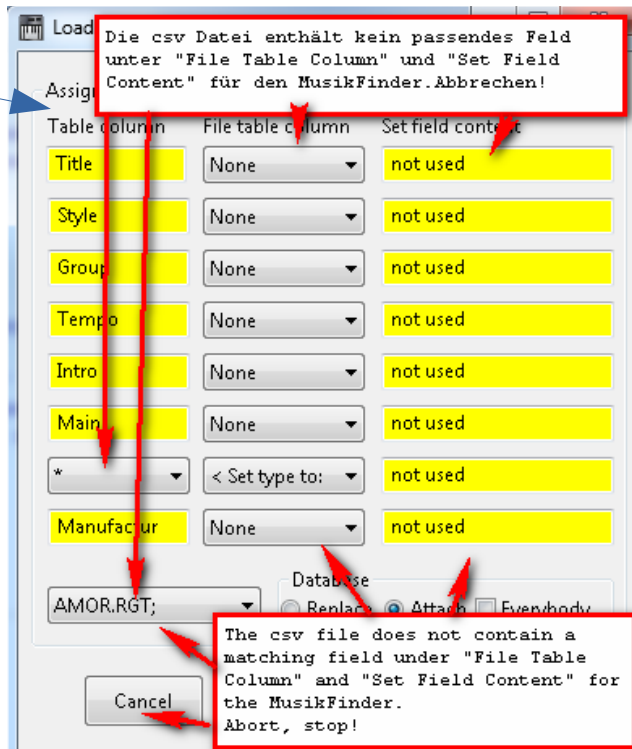 Load
Die csv Datei enthält kein passendes Feld
unter "File Table Column" und "Set Field
Content" für den MusikFinder.Abbrechen!
Assign
Table column File table column Set field content
Title None not used
Style None not used
Group None not used
Tempo None not used
Intro None not used
Main None not used
* < Set type to: not used
Manufactur None not used
Database
AMOR.RGT; Replace Attach Everybody
The csv file does not contain a
matching field under "File Table
Column" and "Set Field Content" for
the MusikFinder.
Abort, stop!
Cancel